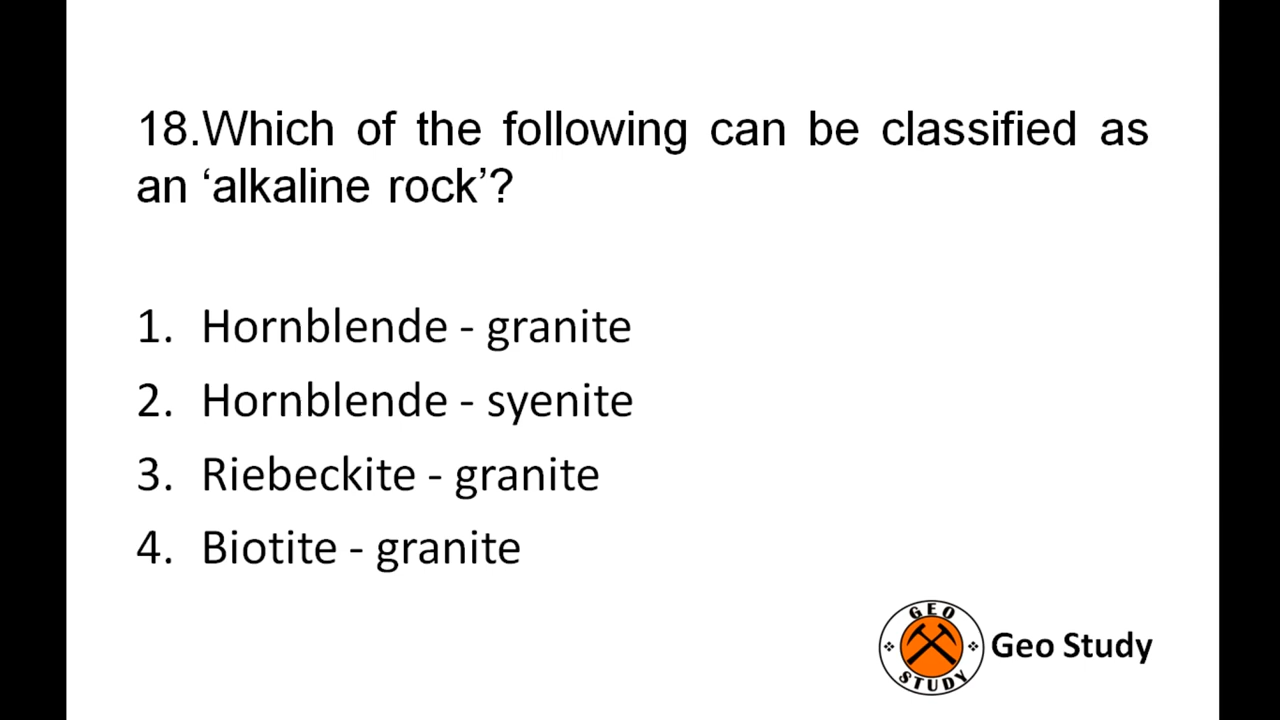 18.Which of the following can be classified as
an ‘alkaline rock’?
1. Hornblende - granite
2. Hornblende - syenite
3. Riebeckite - granite
4. Biotite - granite
GEO
STUDY
Geo Study